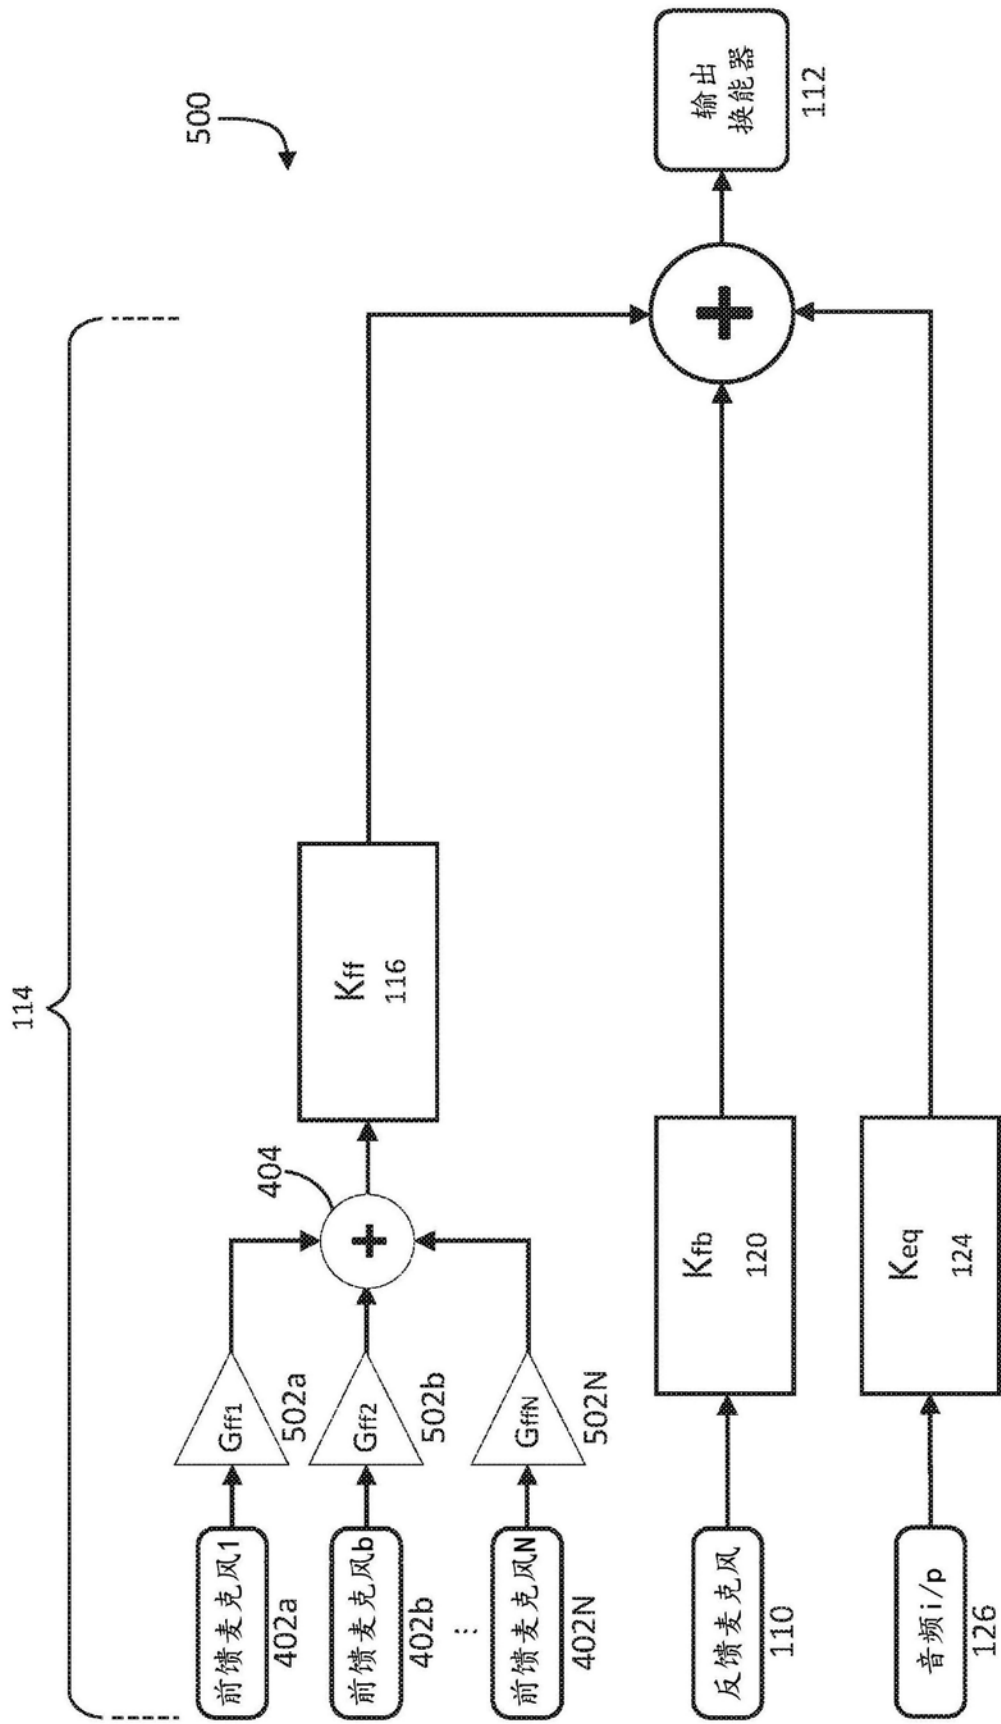 114
500
前馈麦克风1
402a
Gff1
502a
前馈麦克风b
402b
Gff2
502b
⋮
前馈麦克风N
402N
GffN
502N
404
+
Kff
116
反馈麦克风
110
Kfb
120
音频i/p
126
Keq
124
+
输出
换能器
112